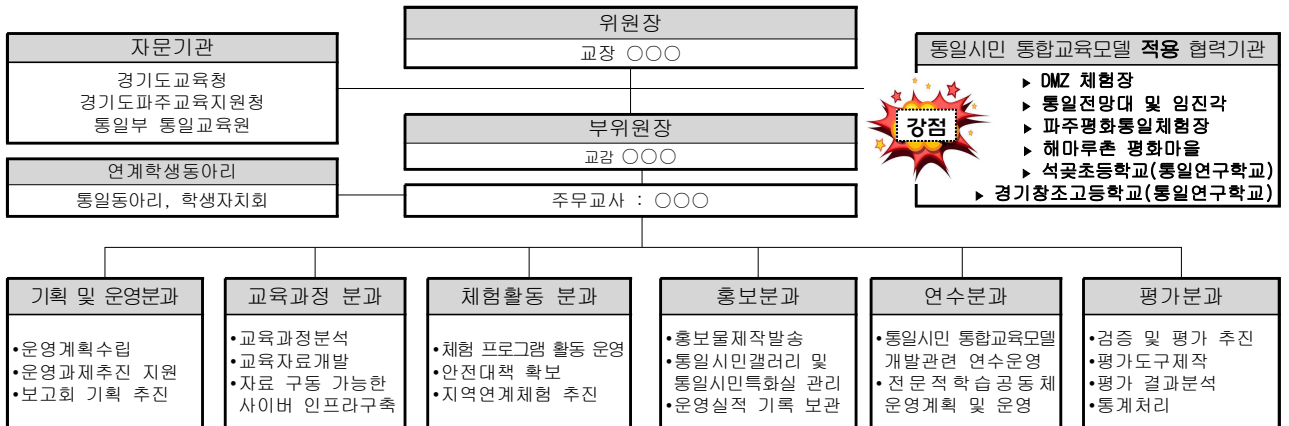 위원장
교장 ○○○
자문기관
경기도교육청
경기도파주교육지원청
통일부 통일교육원
통일시민 통합교육모델 적용 협력기관
강점
▶ DMZ 체험장
▶ 통일전망대 및 임진각
▶ 파주평화통일체험장
▶ 해마루촌 평화마을
▶ 석곶초등학교(통일연구학교)
▶ 경기창조고등학교(통일연구학교)
부위원장
교감 ○○○
연계학생동아리
통일동아리, 학생자치회
주무교사 : ○○○
기획 및 운영분과
•운영계획수립
•운영과제추진 지원
•보고회 기획 추진
교육과정 분과
•교육과정분석
•교육자료개발
•자료 구동 가능한
사이버 인프라구축
체험활동 분과
•체험 프로그램 활동 운영
•안전대책 확보
•지역연계체험 추진
홍보분과
•홍보물제작발송
•통일시민갤러리 및
통일시민특화실 관리
•운영실적 기록 보관
연수분과
•통일시민 통합교육모델
개발관련 연수운영
•전문적학습공동체
운영계획 및 운영
평가분과
•검증 및 평가 추진
•평가도구제작
•평가 결과분석
•통계처리